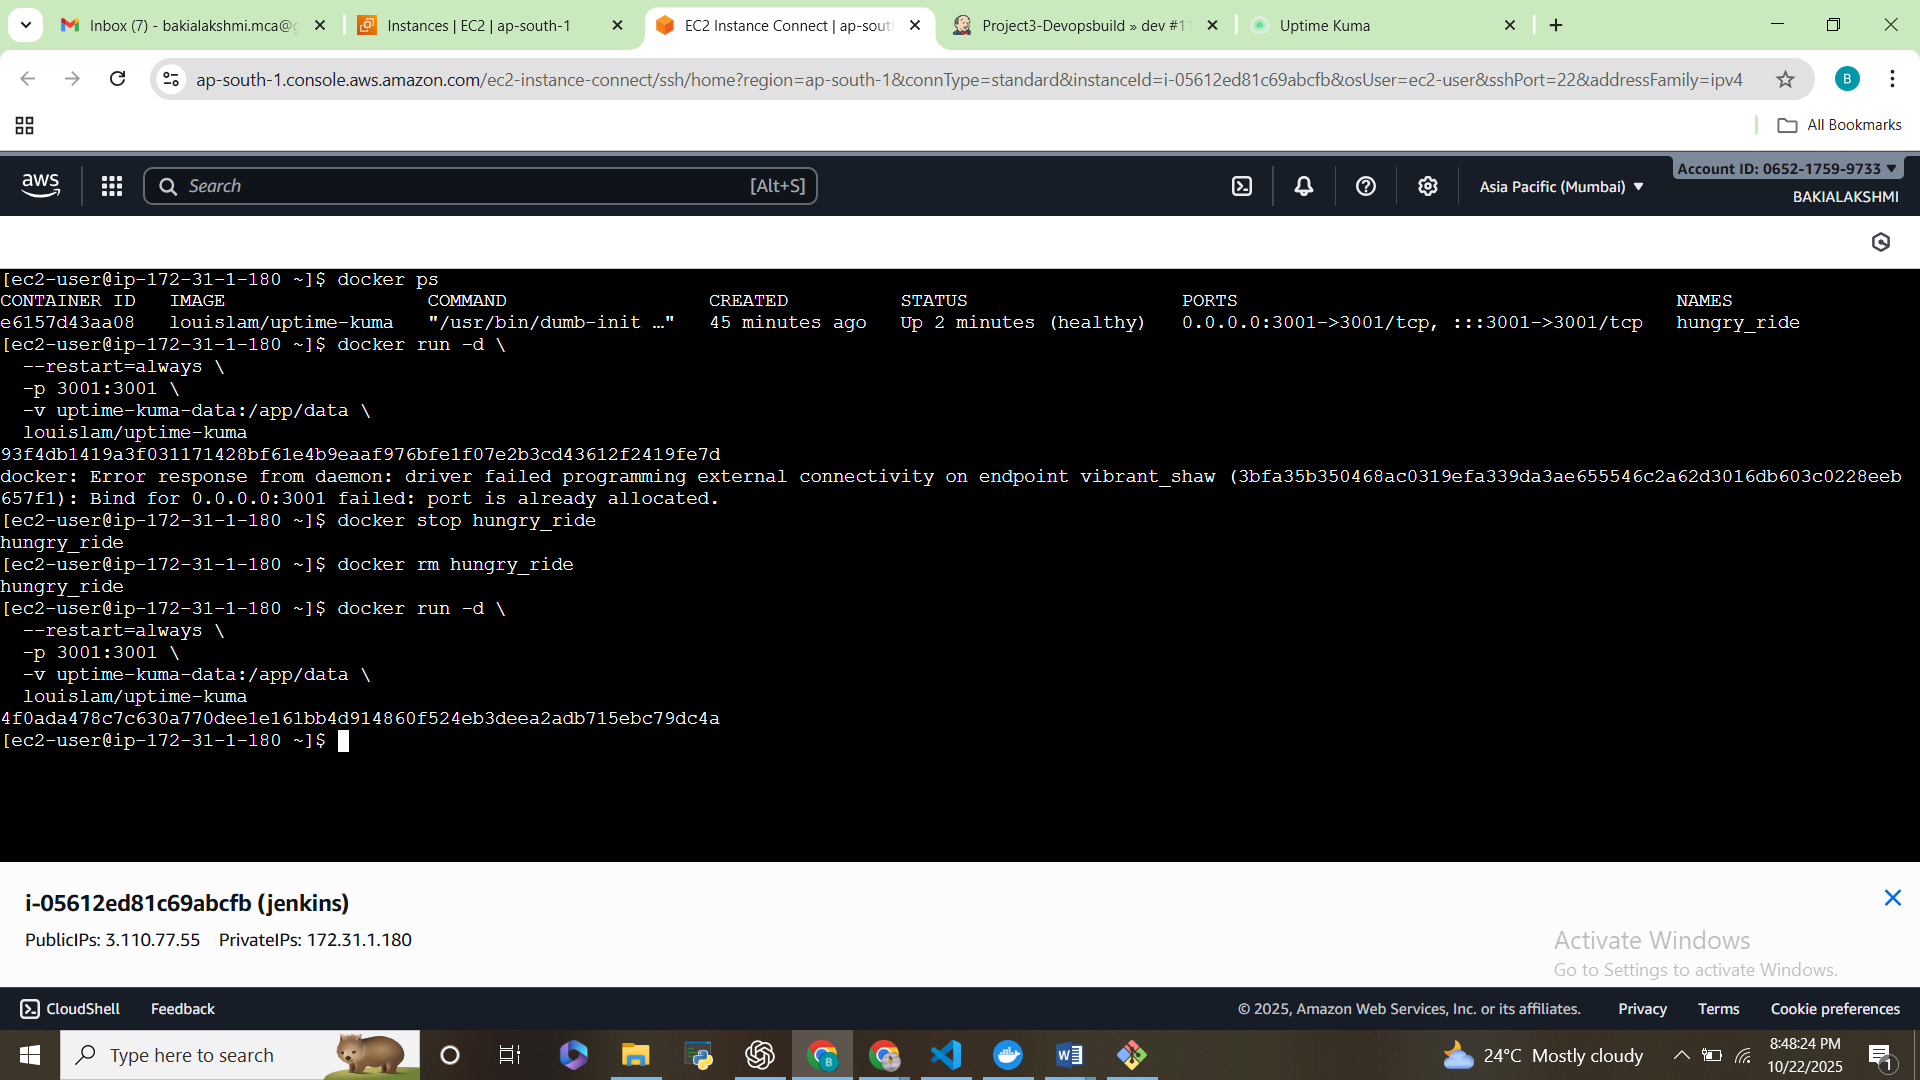 Inbox (7) - bakialakshmi.mca@g
Instances | EC2 | ap-south-1
EC2 Instance Connect | ap-sout
Project3-Devopsbuild » dev #11
Uptime Kuma
ap-south-1.console.aws.amazon.com/ec2-instance-connect/ssh/home?region=ap-south-1&connType=standard&instanceId=i-05612ed81c69abcfb&osUser=ec2-user&sshPort=22&addressFamily=ipv4
B
All Bookmarks
aws
Search
[Alt+S]
Asia Pacific (Mumbai) ▼
Account ID: 0652-1759-9733 ▼
BAKIALAKSHMI
[ec2-user@ip-172-31-1-180 ~]$ docker ps
CONTAINER ID   IMAGE                  COMMAND                  CREATED          STATUS                   PORTS                                       NAMES
e6157d43aa08   louislam/uptime-kuma   "/usr/bin/dumb-init …"   45 minutes ago   Up 2 minutes (healthy)   0.0.0.0:3001->3001/tcp, :::3001->3001/tcp   hungry_ride
[ec2-user@ip-172-31-1-180 ~]$ docker run -d \
  --restart=always \
  -p 3001:3001 \
  -v uptime-kuma-data:/app/data \
  louislam/uptime-kuma
93f4db1419a3f031171428bf61e4b9eaaf976bfe1f07e2b3cd43612f2419fe7d
docker: Error response from daemon: driver failed programming external connectivity on endpoint vibrant_shaw (3bfa35b350468ac0319efa339da3ae655546c2a62d3016db603c0228eeb
657f1): Bind for 0.0.0.0:3001 failed: port is already allocated.
[ec2-user@ip-172-31-1-180 ~]$ docker stop hungry_ride
hungry_ride
[ec2-user@ip-172-31-1-180 ~]$ docker rm hungry_ride
hungry_ride
[ec2-user@ip-172-31-1-180 ~]$ docker run -d \
  --restart=always \
  -p 3001:3001 \
  -v uptime-kuma-data:/app/data \
  louislam/uptime-kuma
4f0ada478c7c630a770dee1e161bb4d914860f524eb3deea2adb715ebc79dc4a
[ec2-user@ip-172-31-1-180 ~]$
i-05612ed81c69abcfb (jenkins)
PublicIPs: 3.110.77.55    PrivateIPs: 172.31.1.180
Activate Windows
Go to Settings to activate Windows.
CloudShell
Feedback
© 2025, Amazon Web Services, Inc. or its affiliates.
Privacy
Terms
Cookie preferences
Type here to search
24°C Mostly cloudy
8:48:24 PM
10/22/2025
1